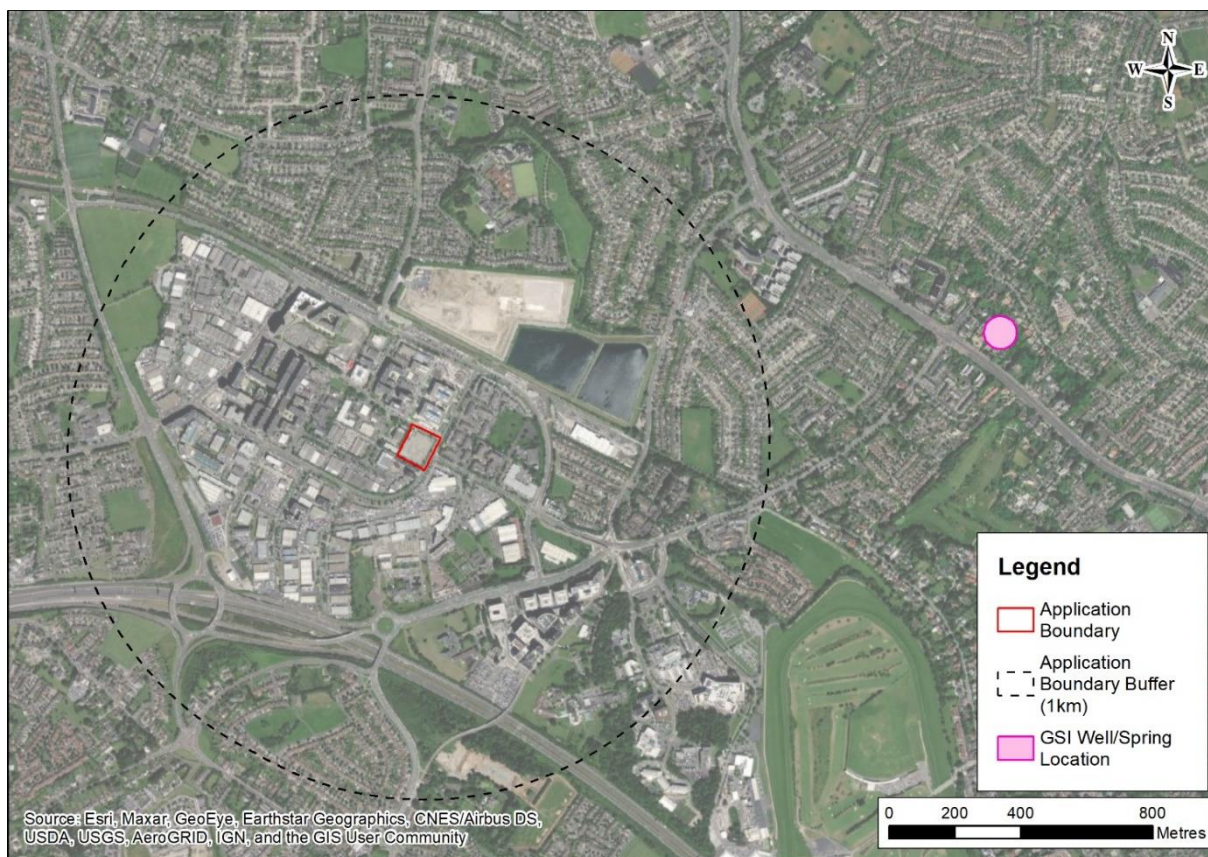 N
W E
S
Legend
Application
Boundary
Application
Boundary Buffer
(1km)
GSI Well/Spring
Location
0 200 400 800
Metres
Source: Esri, Maxar, GeoEye, Earthstar Geographics, CNES/Airbus DS,
USDA, USGS, AeroGRID, IGN, and the GIS User Community